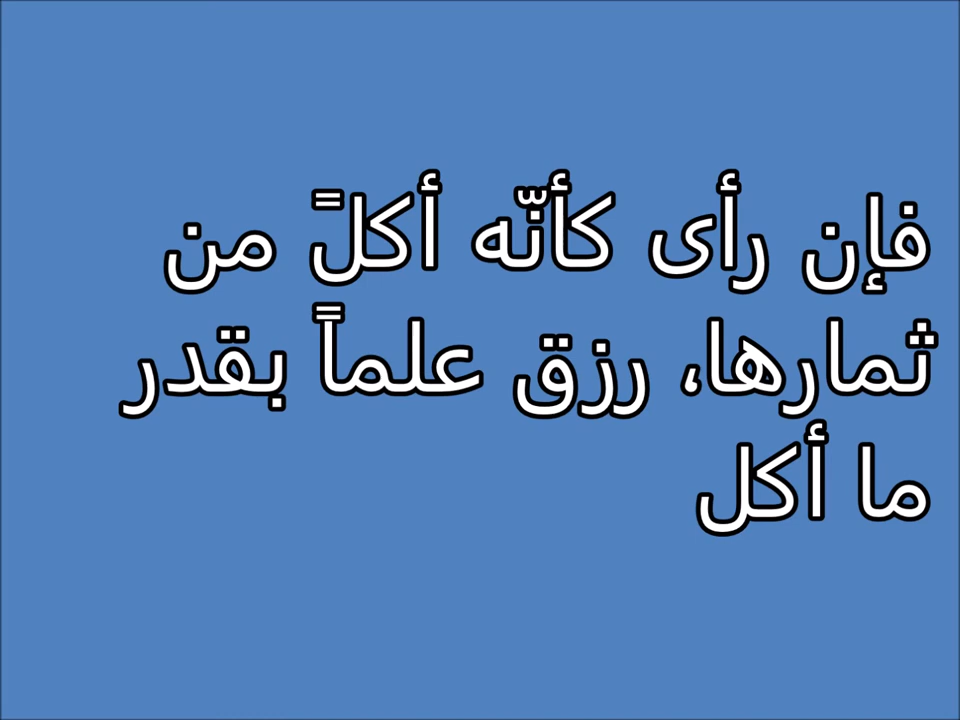 فإن رأى كأنّه أكلً من
ثمارها، رزق علماً بقدر
ما أكل